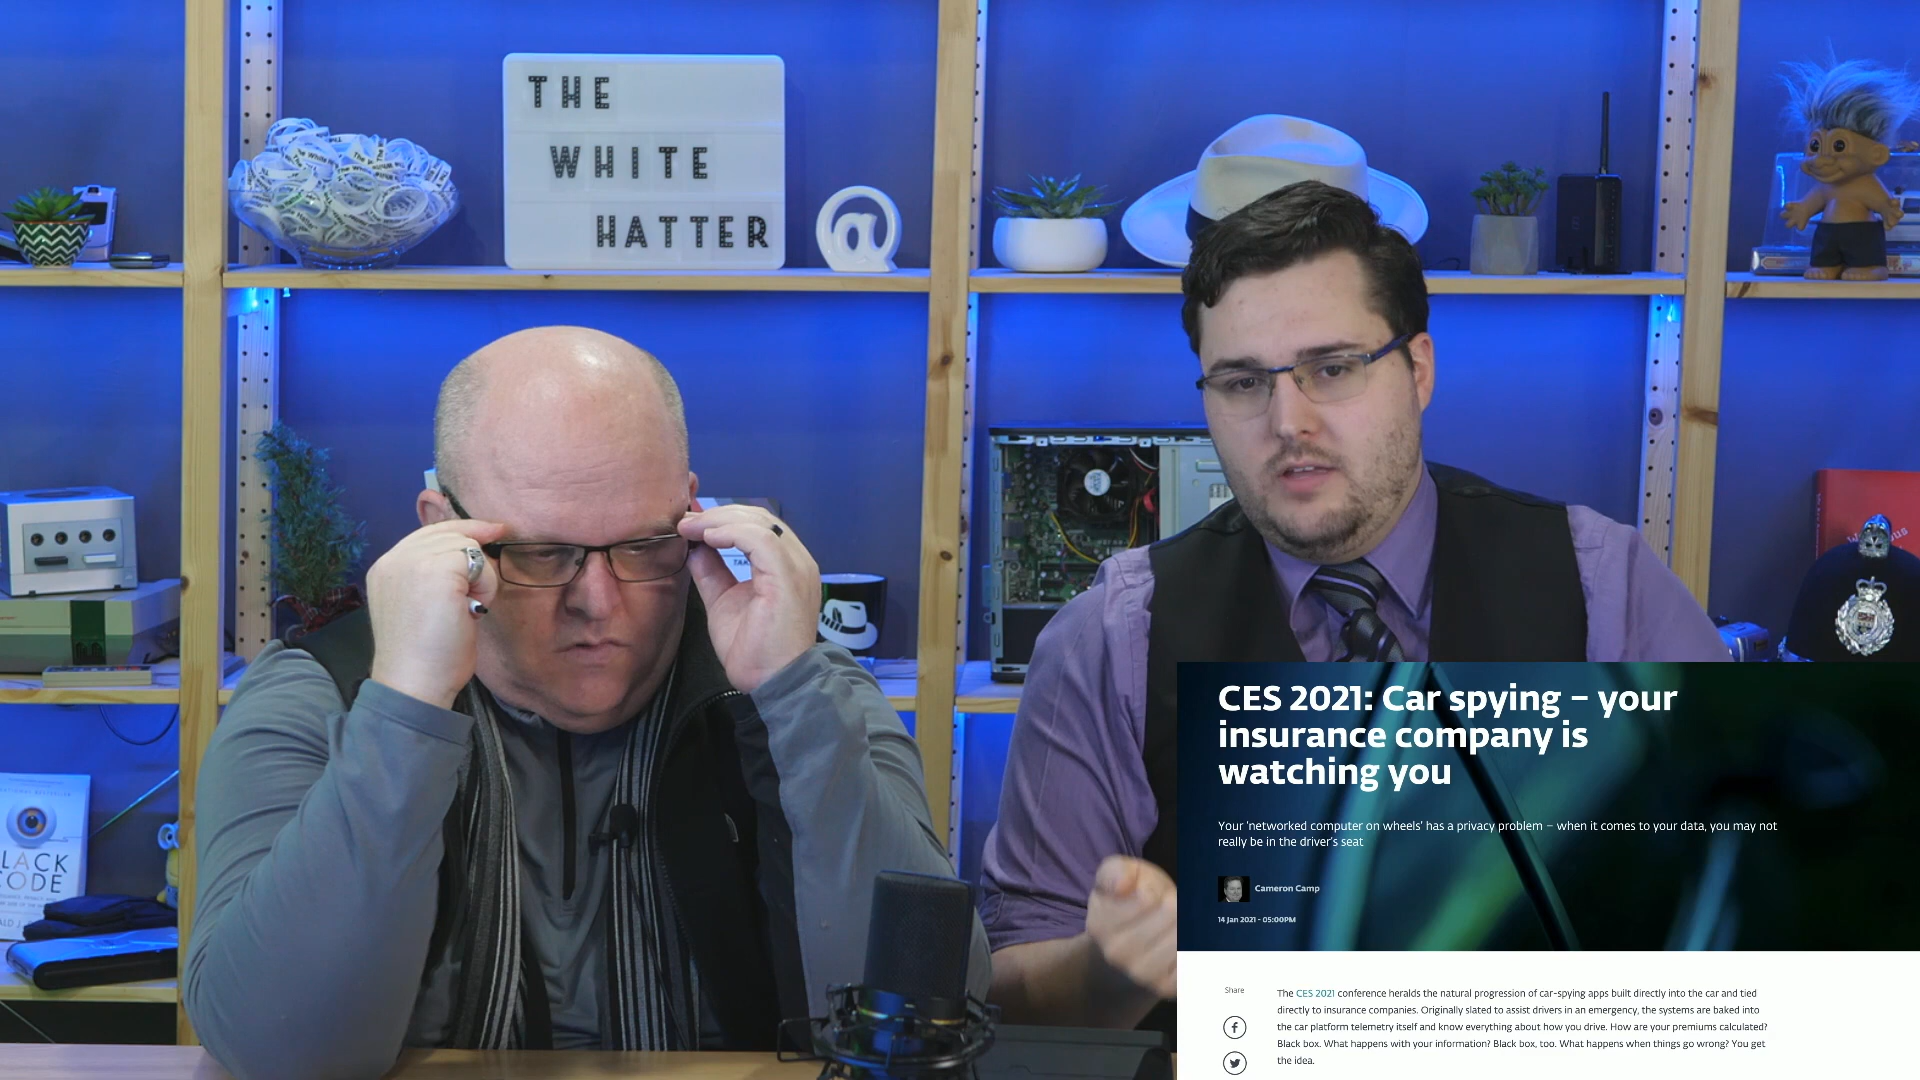 THE
WHITE
HATTER
TAK
LACK
CODE
CES 2021: Car spying – your
insurance company is
watching you
Your 'networked computer on wheels' has a privacy problem – when it comes to your data, you may not
really be in the driver's seat
Cameron Camp
14 Jan 2021 - 05:00PM
Share
The CES 2021 conference heralds the natural progression of car-spying apps built directly into the car and tied
directly to insurance companies. Originally slated to assist drivers in an emergency, the systems are baked into
the car platform telemetry itself and know everything about how you drive. How are your premiums calculated?
Black box. What happens with your information? Black box, too. What happens when things go wrong? You get
the idea.